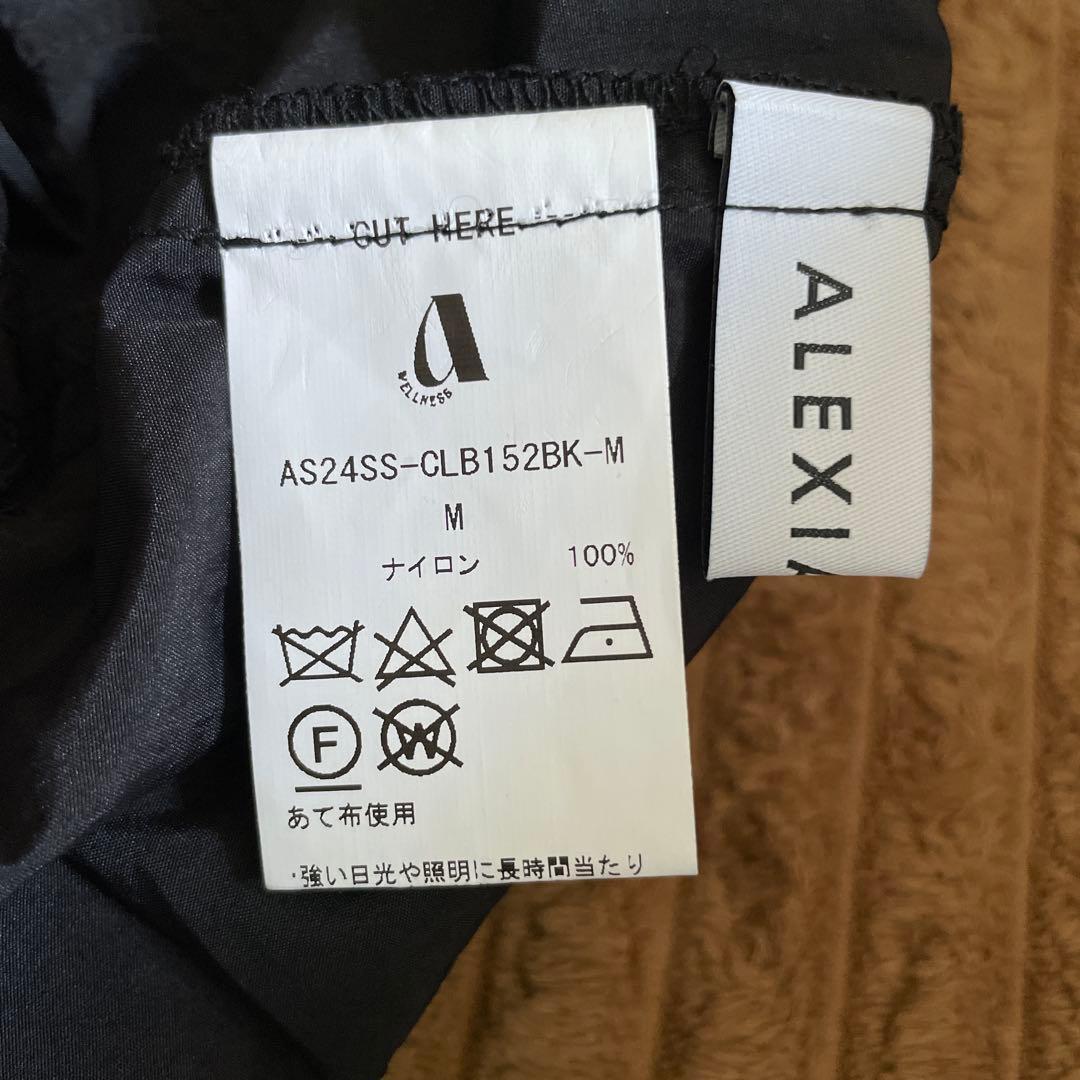 CUT HERE
a
WELLNESS
AS24SS-CLB152BK-M
M
ナイロン 100%
F
W
あて布使用
・強い日光や照明に長時間当たり
ALEXIA